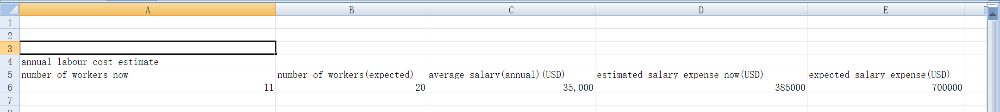 A B C D E
1
2
3
4 annual labour cost estimate
5 number of workers now number of workers(expected) average salary(annual)(USD) estimated salary expense now(USD) expected salary expense(USD)
6 11 20 35,000 385000 700000
7